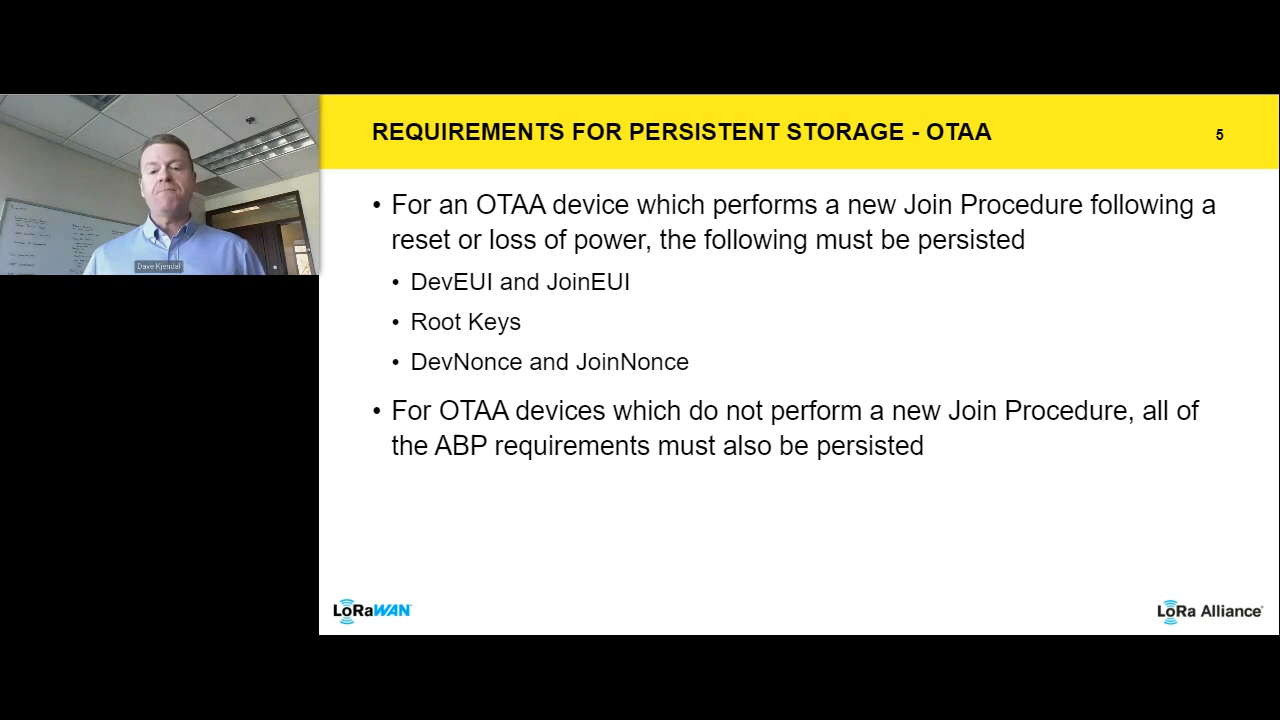 REQUIREMENTS FOR PERSISTENT STORAGE - OTAA
5
• For an OTAA device which performs a new Join Procedure following a
reset or loss of power, the following must be persisted
• DevEUI and JoinEUI
• Root Keys
• DevNonce and JoinNonce
• For OTAA devices which do not perform a new Join Procedure, all of
the ABP requirements must also be persisted
Dave Kjendal
LoRaWAN
LoRa Alliance